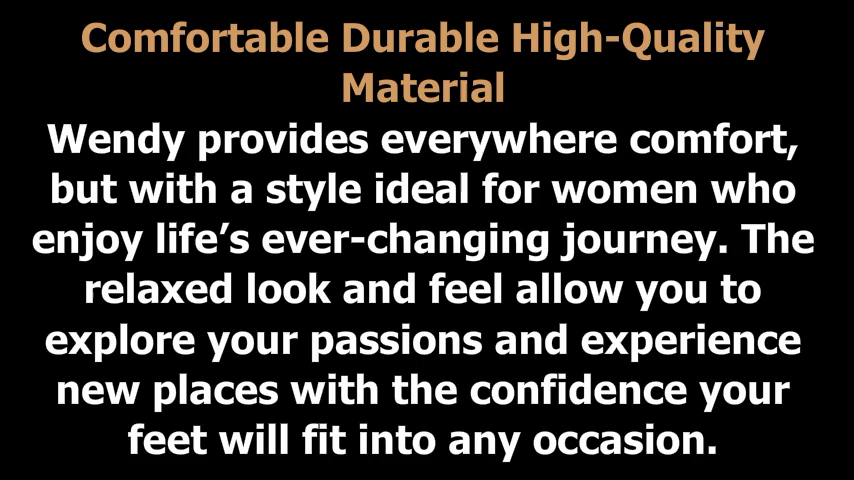 Comfortable Durable High-Quality
Material
Wendy provides everywhere comfort,
but with a style ideal for women who
enjoy life’s ever-changing journey. The
relaxed look and feel allow you to
explore your passions and experience
new places with the confidence your
feet will fit into any occasion.